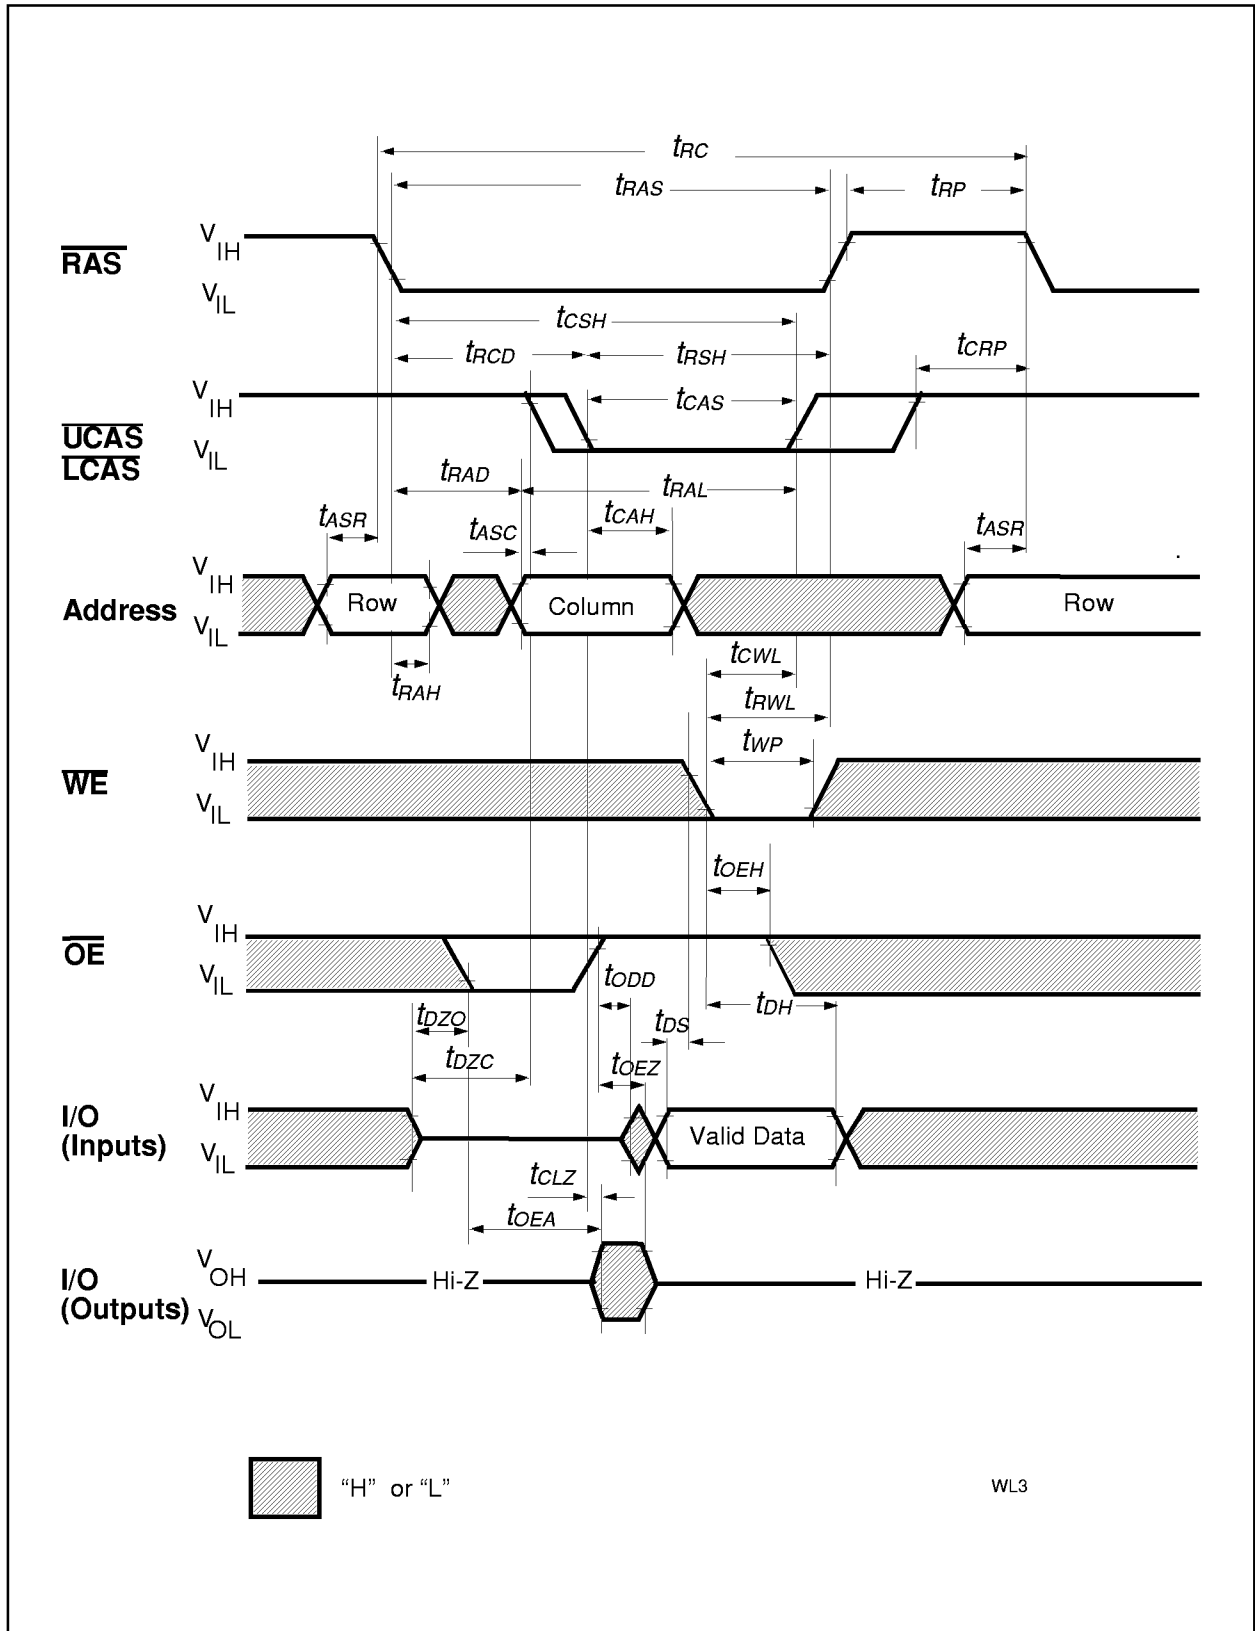 tRC
tRAS
tRP
RAS
VIH
VIL
tCSH
tRCD
tRSH
tCRP
VIH
tCAS
UCAS
LCAS
VIL
tRAD
tRAL
tASR
tASC
tCAH
tASR
VIH
Address
Row
Column
Row
VIL
tCWL
tRAH
tRWL
VIH
tWP
WE
VIL
tOEH
VIH
OE
VIL
tODD
tDZO
tDS
tDH
tDZC
tOEZ
I/O
(Inputs)
VIH
Valid Data
VIL
tCLZ
tOEA
I/O
(Outputs)
VOH
Hi-Z
Hi-Z
VOL
“H” or “L”
WL3